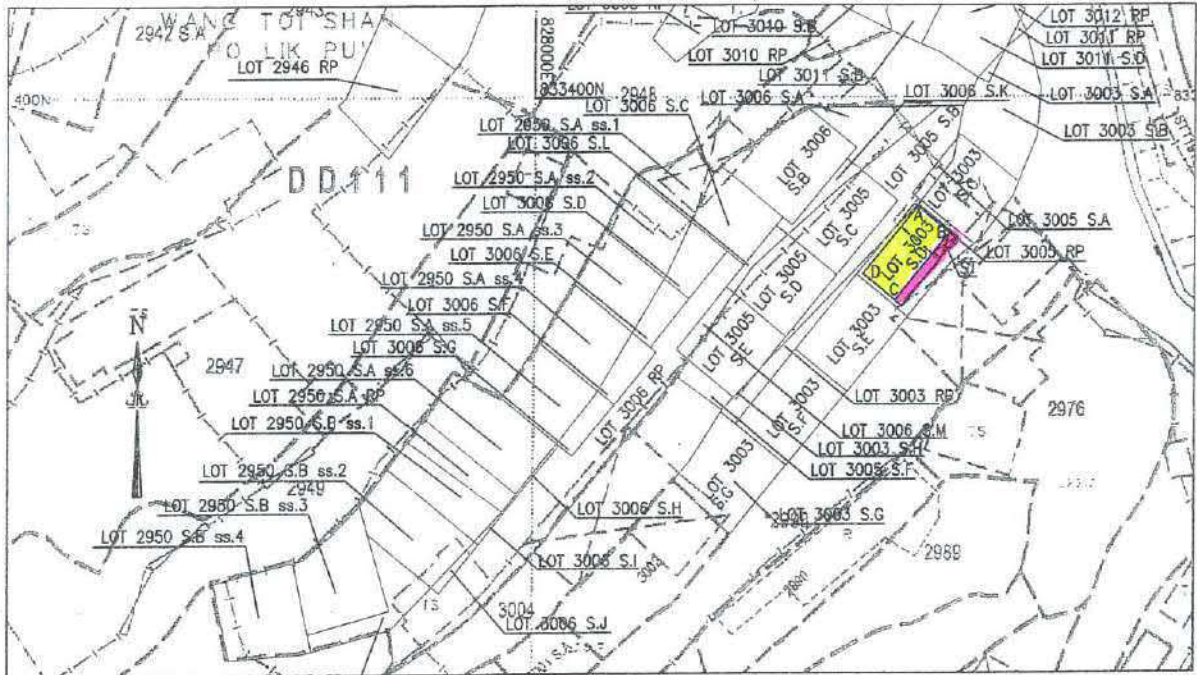 WANG TOI SHAN
HO LIK PUI
2942 S.A
LOT 2946 RP
828000E
833400N
2948
LOT 3010 S.B
LOT 3010 RP
LOT 3011 S.B
LOT 3012 RP
LOT 3011 RP
LOT 3011 S.D
LOT 3003 S.A
LOT 3003 S.B
LOT 3006 S.K
LOT 3006 S.A
LOT 3006 S.C
LOT 2950 S.A ss.1
LOT 3006 S.L
LOT 2950 S.A ss.2
LOT 3006 S.D
LOT 2950 S.A ss.3
LOT 3006 S.E
LOT 2950 S.A ss.4
LOT 3006 S.F
LOT 2950 S.A ss.5
LOT 3006 S.G
LOT 2950 S.A ss.6
LOT 2950 S.A RP
LOT 2950 S.B ss.1
LOT 2950 S.B ss.2
LOT 2950 S.B ss.3
LOT 2950 S.B ss.4
DD111
N
2947
2949
LOT 3006
S.B
LOT 3005 S.B
LOT 3003
S.C
LOT 3005
S.C
LOT 3005
S.D
LOT 3005
S.E
A
B
C
D
LOT 3003
S.D
LOT 3005 S.A
LOT 3005 RP
LOT 3003
S.E
LOT 3003
S.F
LOT 3003
S.G
LOT 3006 RP
LOT 3003 RP
LOT 3006 S.M
LOT 3003 S.H
LOT 3005 S.F
LOT 3003 S.G
LOT 3006 S.H
LOT 3006 S.I
LOT 3006 S.J
3004
3003
2976
2989
2990